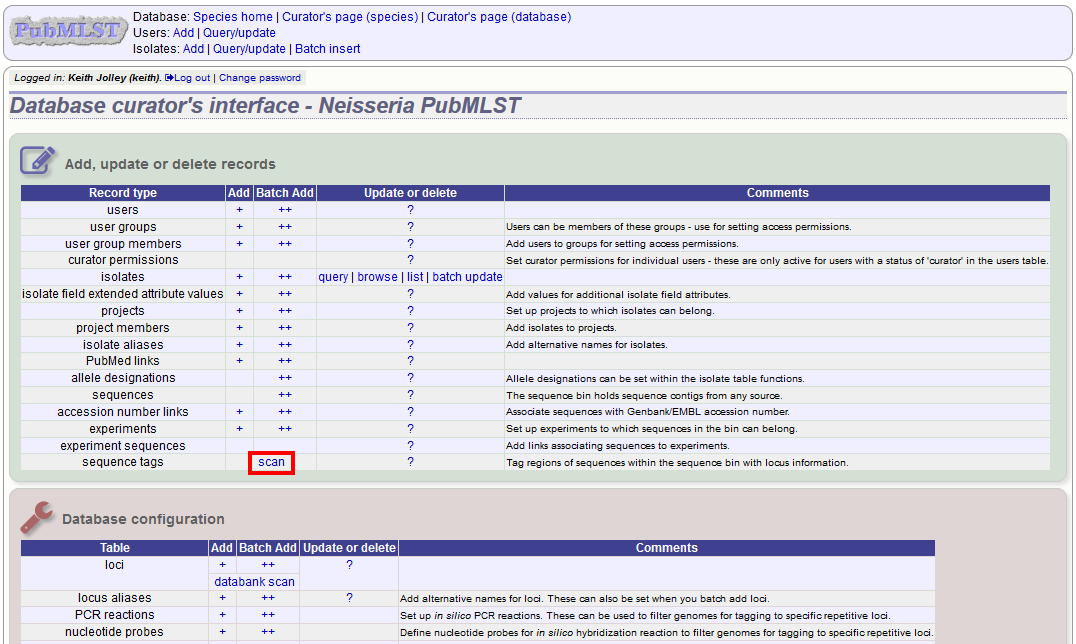 PubMLST
Database: Species home | Curator's page (species) | Curator's page (database)
Users: Add | Query/update
Isolates: Add | Query/update | Batch insert
Logged in: Keith Jolley (keith). Log out | Change password
Database curator's interface - Neisseria PubMLST
Add, update or delete records
Record type Add Batch Add Update or delete Comments
users + ++ ?
user groups + ++ ? Users can be members of these groups - use for setting access permissions.
user group members + ++ ? Add users to groups for setting access permissions.
curator permissions ? Set curator permissions for individual users - these are only active for users with a status of 'curator' in the users table.
isolates + ++ query | browse | list | batch update
isolate field extended attribute values + ++ ? Add values for additional isolate field attributes.
projects + ++ ? Set up projects to which isolates can belong.
project members + ++ ? Add isolates to projects.
isolate aliases + ++ ? Add alternative names for isolates.
PubMed links + ++ ?
allele designations ++ ? Allele designations can be set within the isolate table functions.
sequences ++ ? The sequence bin holds sequence contigs from any source.
accession number links + ++ ? Associate sequences with Genbank/EMBL accession number.
experiments + ++ ? Set up experiments to which sequences in the bin can belong.
experiment sequences ? Add links associating sequences to experiments.
sequence tags scan ? Tag regions of sequences within the sequence bin with locus information.
Database configuration
Table Add Batch Add Update or delete Comments
loci + ++ ?
databank scan
locus aliases + ++ ? Add alternative names for loci. These can also be set when you batch add loci.
PCR reactions + ++ Set up in silico PCR reactions. These can be used to filter genomes for tagging to specific repetitive loci.
nucleotide probes + ++ Define nucleotide probes for in silico hybridization reaction to filter genomes for tagging to specific repetitive loci.